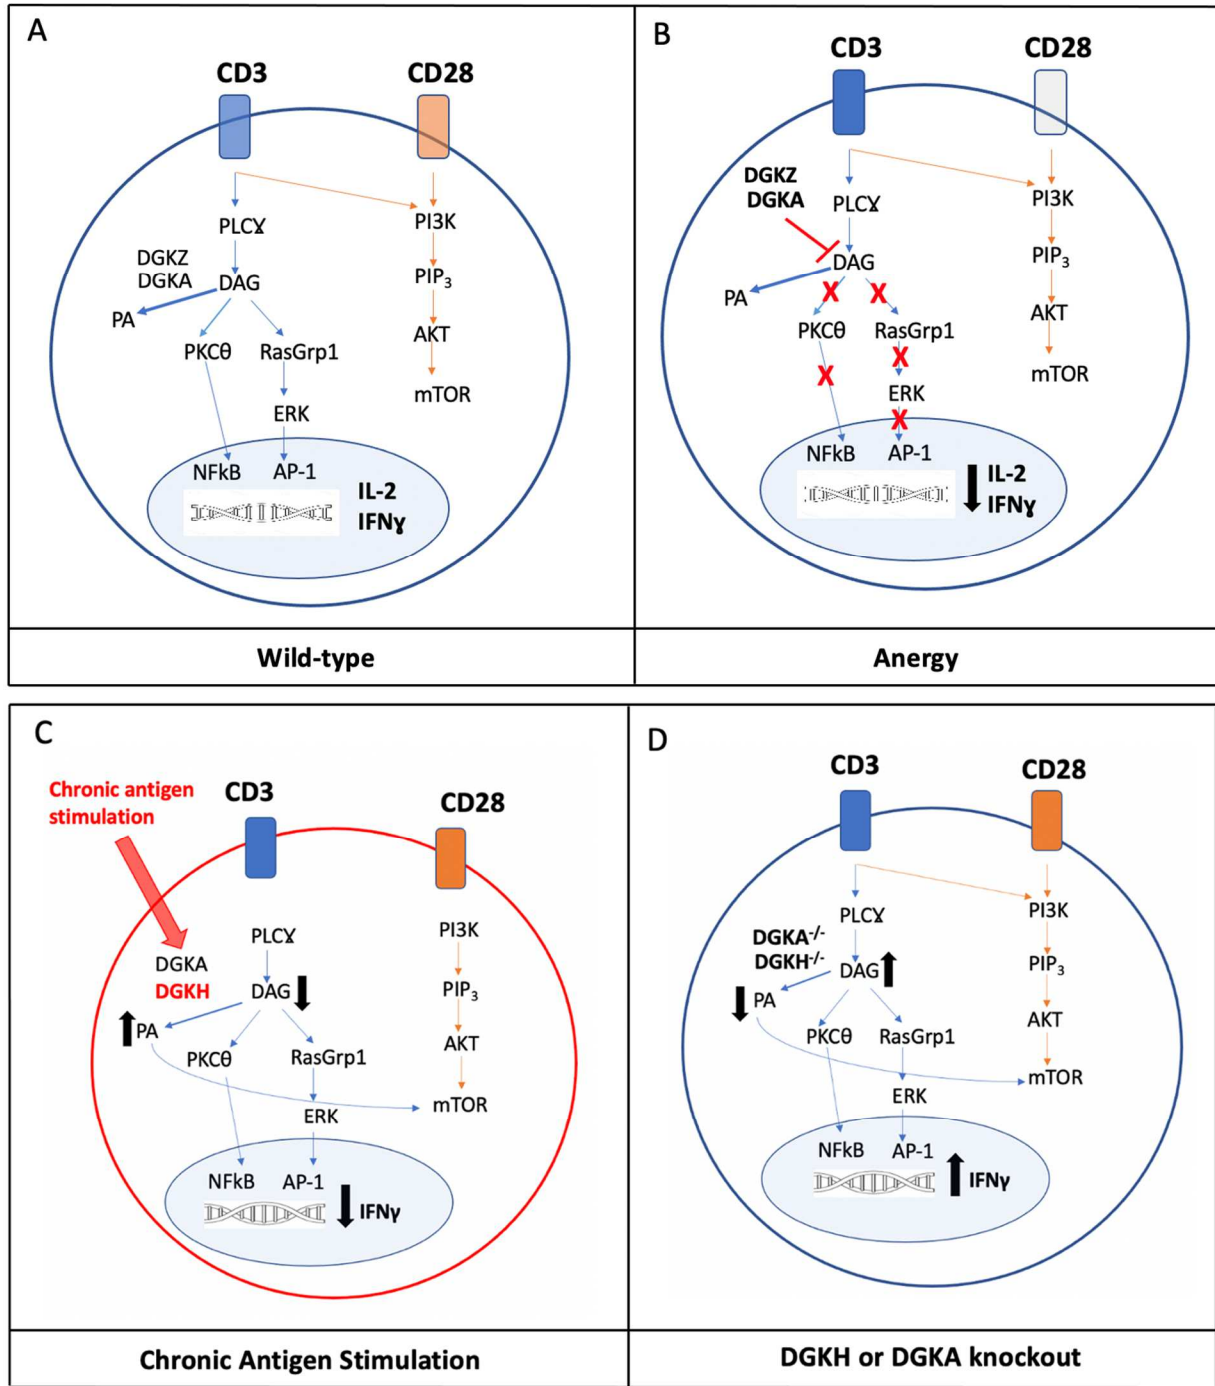 A
CD3
CD28
PLCɣ
PI3K
DGKZ
DGKA
DAG
PIP₃
PA
PKCθ
RasGrp1
AKT
mTOR
ERK
NFkB
AP-1
IL-2
IFNɣ
Wild-type
B
CD3
CD28
DGKZ
DGKA
PLCɣ
PI3K
DAG
PIP₃
PA
PKCθ
RasGrp1
AKT
X X
X X
X
mTOR
ERK
NFkB
AP-1
IL-2
IFNɣ
Anergy
C
Chronic antigen
stimulation
CD3
CD28
PLCɣ
PI3K
DGKA
DGKH
DAG
PIP₃
PA
PKCθ
RasGrp1
AKT
mTOR
ERK
NFkB
AP-1
IFNγ
Chronic Antigen Stimulation
D
CD3
CD28
PLCɣ
PI3K
DGKA-/-
DGKH-/-
DAG
PIP₃
PA
PKCθ
RasGrp1
AKT
mTOR
ERK
NFkB
AP-1
IFNγ
DGKH or DGKA knockout